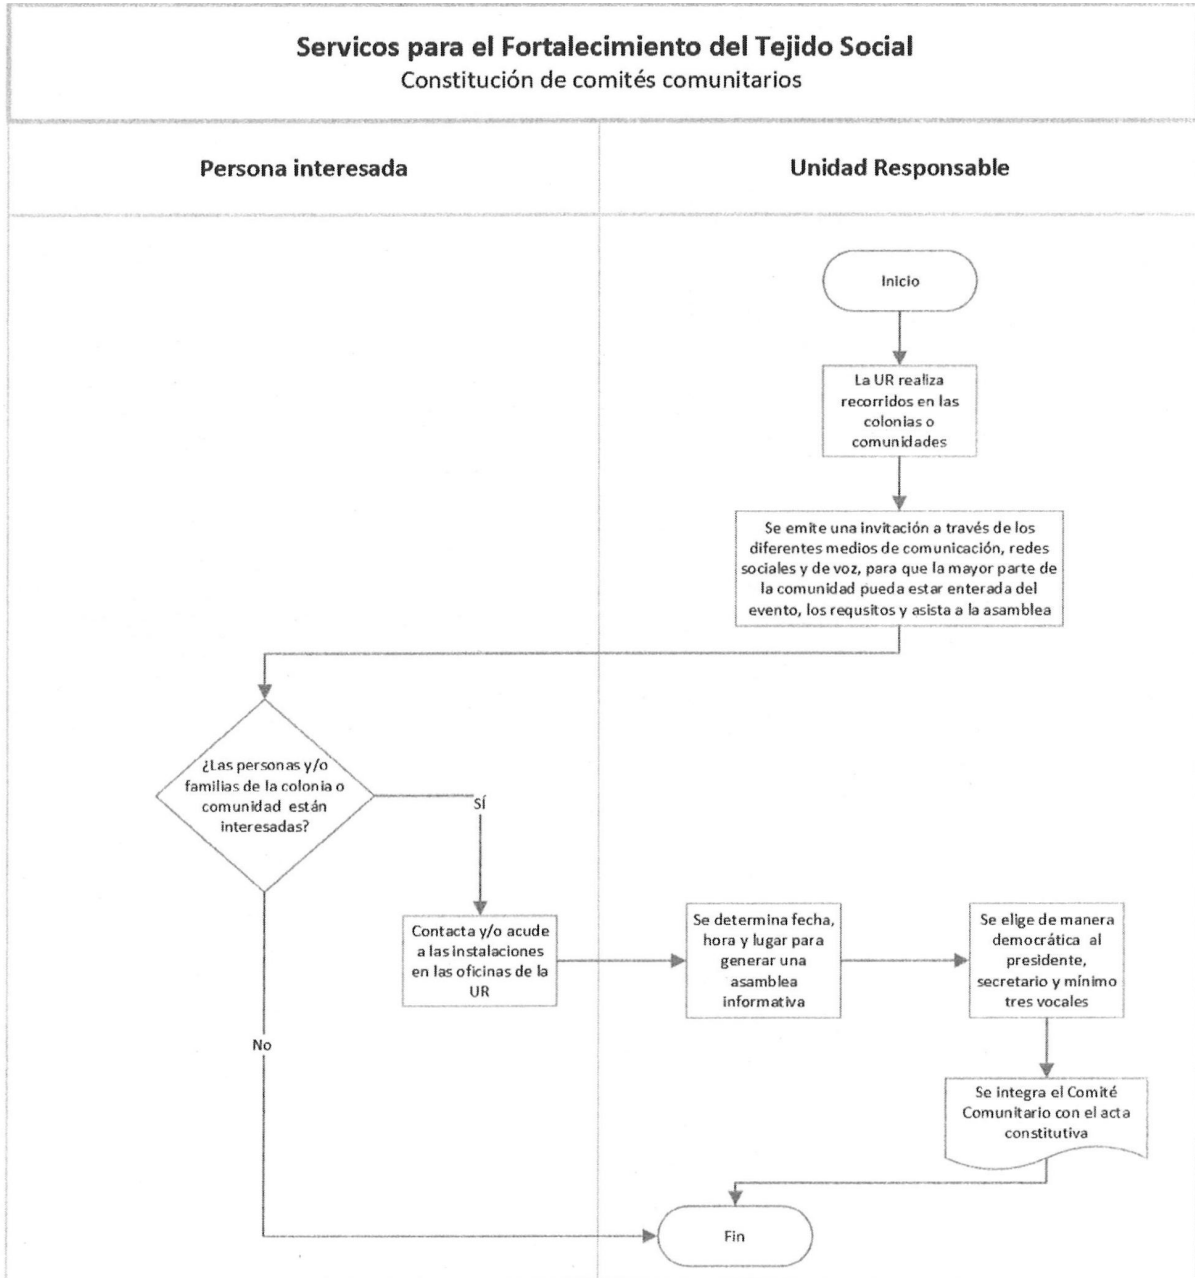 Servicos para el Fortalecimiento del Tejido Social
Constitución de comités comunitarios
Persona interesada
Unidad Responsable
Inicio
La UR realiza
recorridos en las
colonias o
comunidades
Se emite una invitación a través de los
diferentes medios de comunicación, redes
sociales y de voz, para que la mayor parte de
la comunidad pueda estar enterada del
evento, los requsitos y asista a la asamblea
¿Las personas y/o
familias de la colonia o
comunidad están
interesadas?
SÍ
Contacta y/o acude
a las instalaciones
en las oficinas de la
UR
Se determina fecha,
hora y lugar para
generar una
asamblea
informativa
Se elige de manera
democrática al
presidente,
secretario y mínimo
tres vocales
No
Se integra el Comité
Comunitario con el acta
constitutiva
Fin